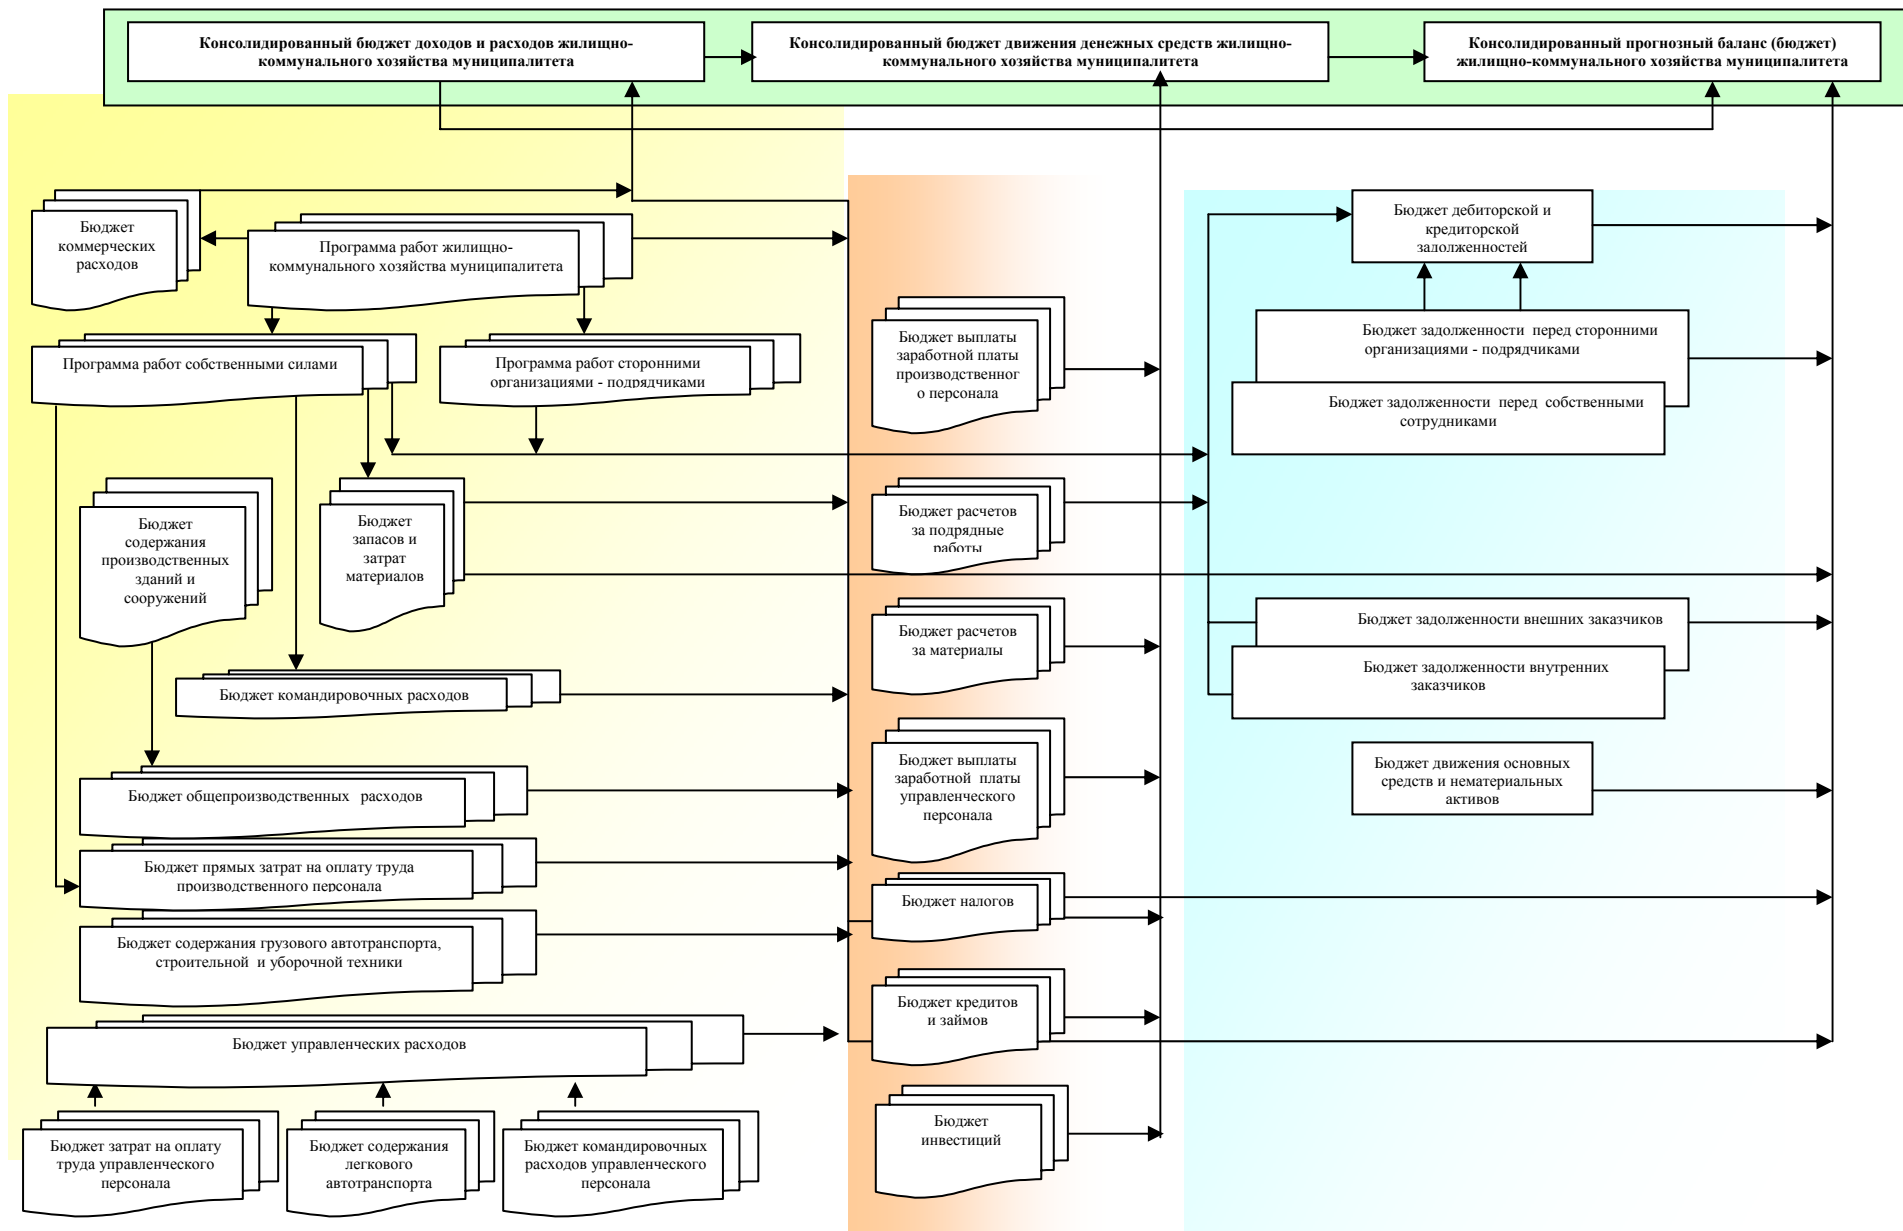 Консолидированный бюджет доходов и расходов жилищно-
коммунального хозяйства муниципалитета
Консолидированный бюджет движения денежных средств жилищно-
коммунального хозяйства муниципалитета
Консолидированный прогнозный баланс (бюджет)
жилищно-коммунального хозяйства муниципалитета
Бюджет
коммерческих
расходов
Программа работ жилищно-
коммунального хозяйства муниципалитета
Программа работ собственными силами
Программа работ сторонними
организациями - подрядчиками
Бюджет
содержания
производственных
зданий и
сооружений
Бюджет
запасов и
затрат
материалов
Бюджет командировочных расходов
Бюджет общепроизводственных расходов
Бюджет прямых затрат на оплату труда
производственного персонала
Бюджет содержания грузового автотранспорта,
строительной и уборочной техники
Бюджет управленческих расходов
Бюджет затрат на оплату
труда управленческого
персонала
Бюджет содержания
легкового
автотранспорта
Бюджет командировочных
расходов управленческого
персонала
Бюджет выплаты
заработной платы
производственног
о персонала
Бюджет расчетов
за подрядные
работы
Бюджет расчетов
за материалы
Бюджет выплаты
заработной платы
управленческого
персонала
Бюджет налогов
Бюджет кредитов
и займов
Бюджет
инвестиций
Бюджет дебиторской и
кредиторской
задолженностей
Бюджет задолженности перед сторонними
организациями - подрядчиками
Бюджет задолженности перед собственными
сотрудниками
Бюджет задолженности внешних заказчиков
Бюджет задолженности внутренних
заказчиков
Бюджет движения основных
средств и нематериальных
активов